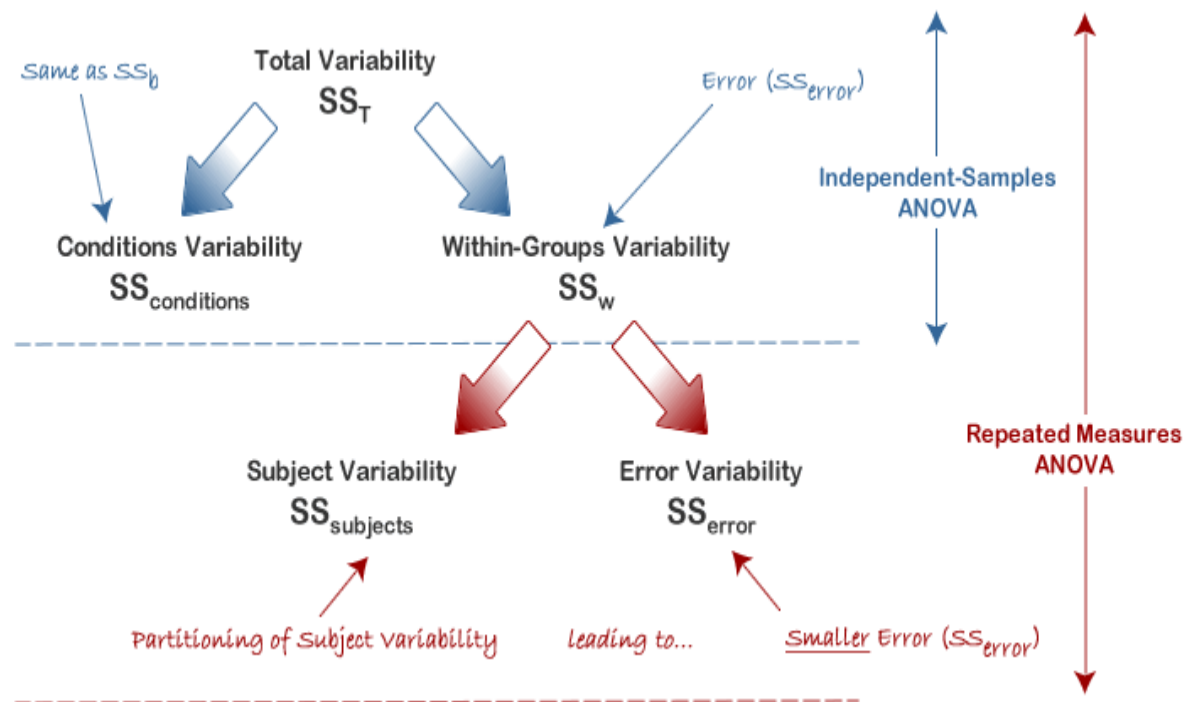 Total Variability
SS_T
Same as SS_b
Error (SS_error)
Independent-Samples
ANOVA
Conditions Variability
SS_conditions
Within-Groups Variability
SS_w
Repeated Measures
ANOVA
Subject Variability
SS_subjects
Error Variability
SS_error
Partitioning of Subject Variability
leading to...
Smaller Error (SS_error)